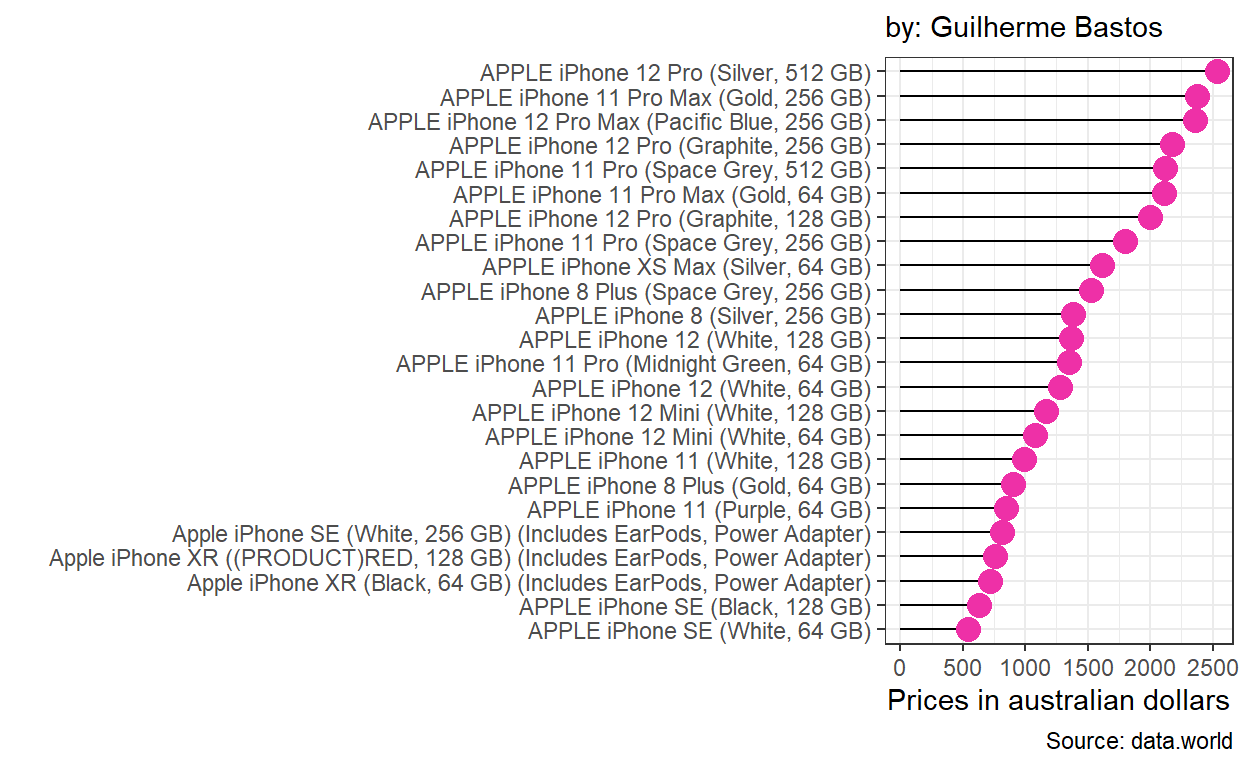 by: Guilherme Bastos
APPLE iPhone 12 Pro (Silver, 512 GB)
APPLE iPhone 11 Pro Max (Gold, 256 GB)
APPLE iPhone 12 Pro Max (Pacific Blue, 256 GB)
APPLE iPhone 12 Pro (Graphite, 256 GB)
APPLE iPhone 11 Pro (Space Grey, 512 GB)
APPLE iPhone 11 Pro Max (Gold, 64 GB)
APPLE iPhone 12 Pro (Graphite, 128 GB)
APPLE iPhone 11 Pro (Space Grey, 256 GB)
APPLE iPhone XS Max (Silver, 64 GB)
APPLE iPhone 8 Plus (Space Grey, 256 GB)
APPLE iPhone 8 (Silver, 256 GB)
APPLE iPhone 12 (White, 128 GB)
APPLE iPhone 11 Pro (Midnight Green, 64 GB)
APPLE iPhone 12 (White, 64 GB)
APPLE iPhone 12 Mini (White, 128 GB)
APPLE iPhone 12 Mini (White, 64 GB)
APPLE iPhone 11 (White, 128 GB)
APPLE iPhone 8 Plus (Gold, 64 GB)
APPLE iPhone 11 (Purple, 64 GB)
Apple iPhone SE (White, 256 GB) (Includes EarPods, Power Adapter)
Apple iPhone XR ((PRODUCT)RED, 128 GB) (Includes EarPods, Power Adapter)
Apple iPhone XR (Black, 64 GB) (Includes EarPods, Power Adapter)
APPLE iPhone SE (Black, 128 GB)
APPLE iPhone SE (White, 64 GB)
0 500 1000 1500 2000 2500
Prices in australian dollars
Source: data.world